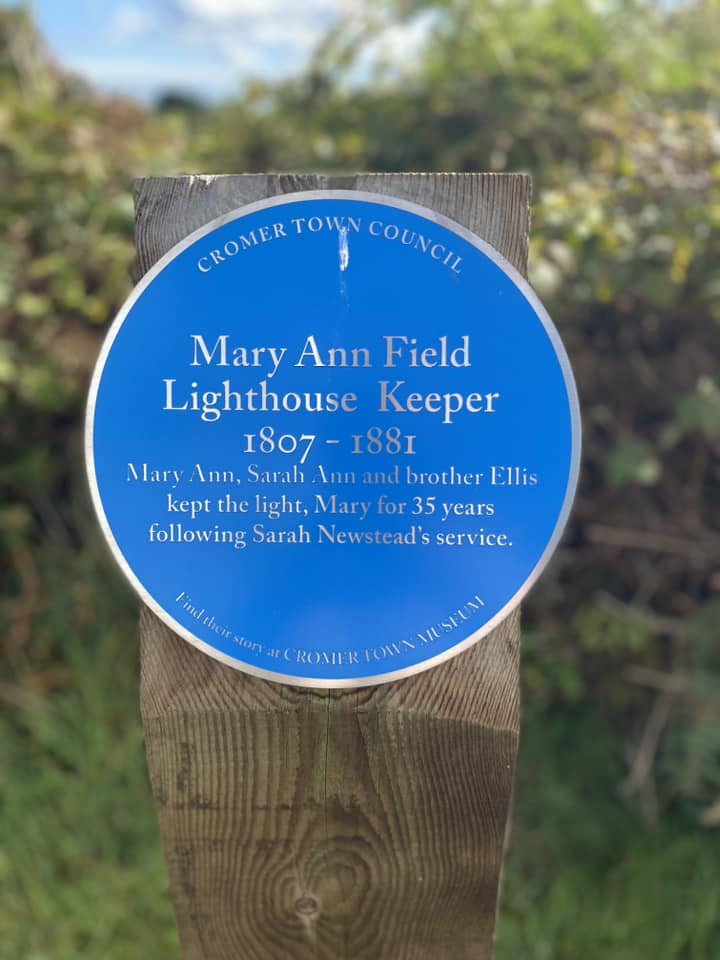 CROMER TOWN COUNCIL
Mary Ann Field
Lighthouse Keeper
1807 - 1881
Mary Ann, Sarah Ann and brother Ellis
kept the light, Mary for 35 years
following Sarah Newstead's service.
Find their story at CROMER TOWN MUSEUM